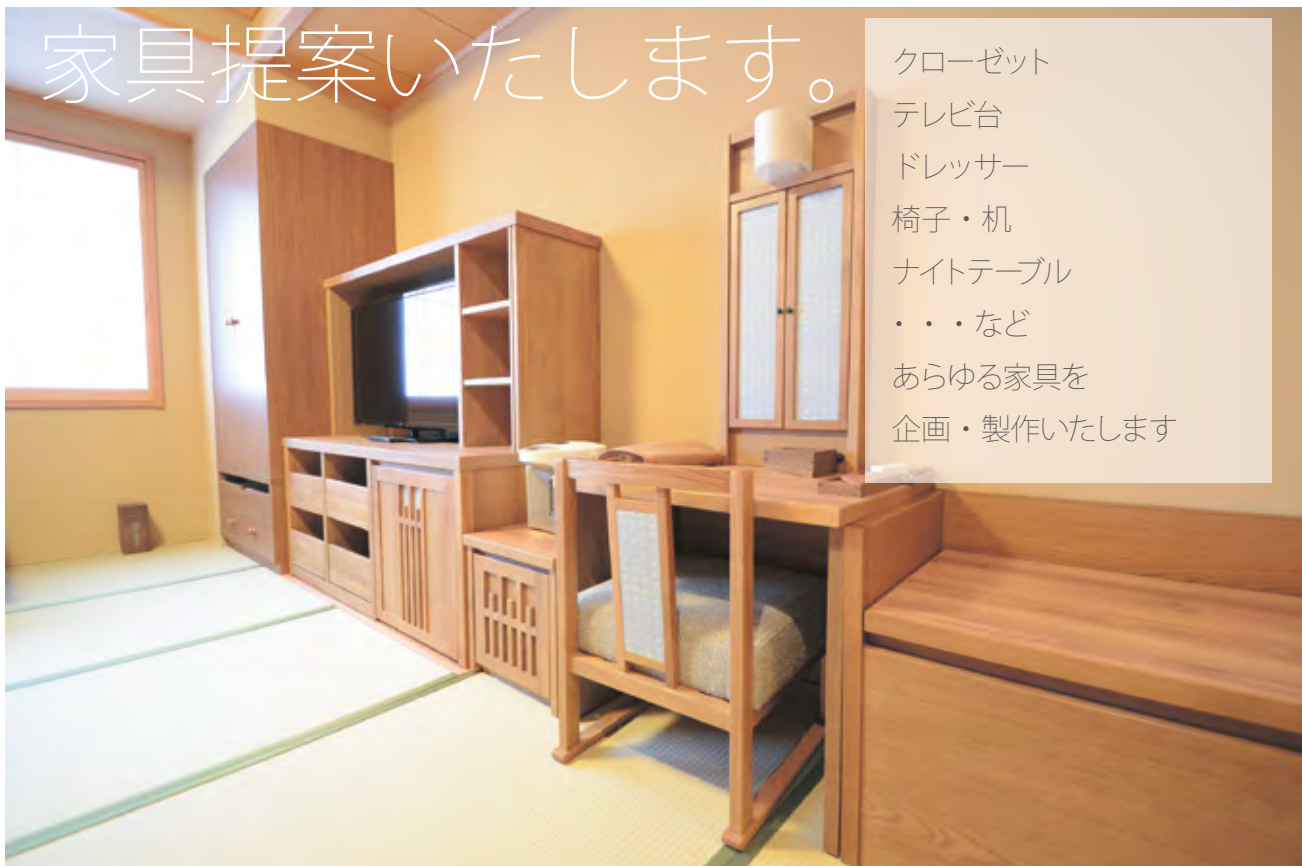 家具提案いたします。
クローゼット
テレビ台
ドレッサー
椅子・机
ナイトテーブル
・・・など
あらゆる家具を
企画・製作いたします